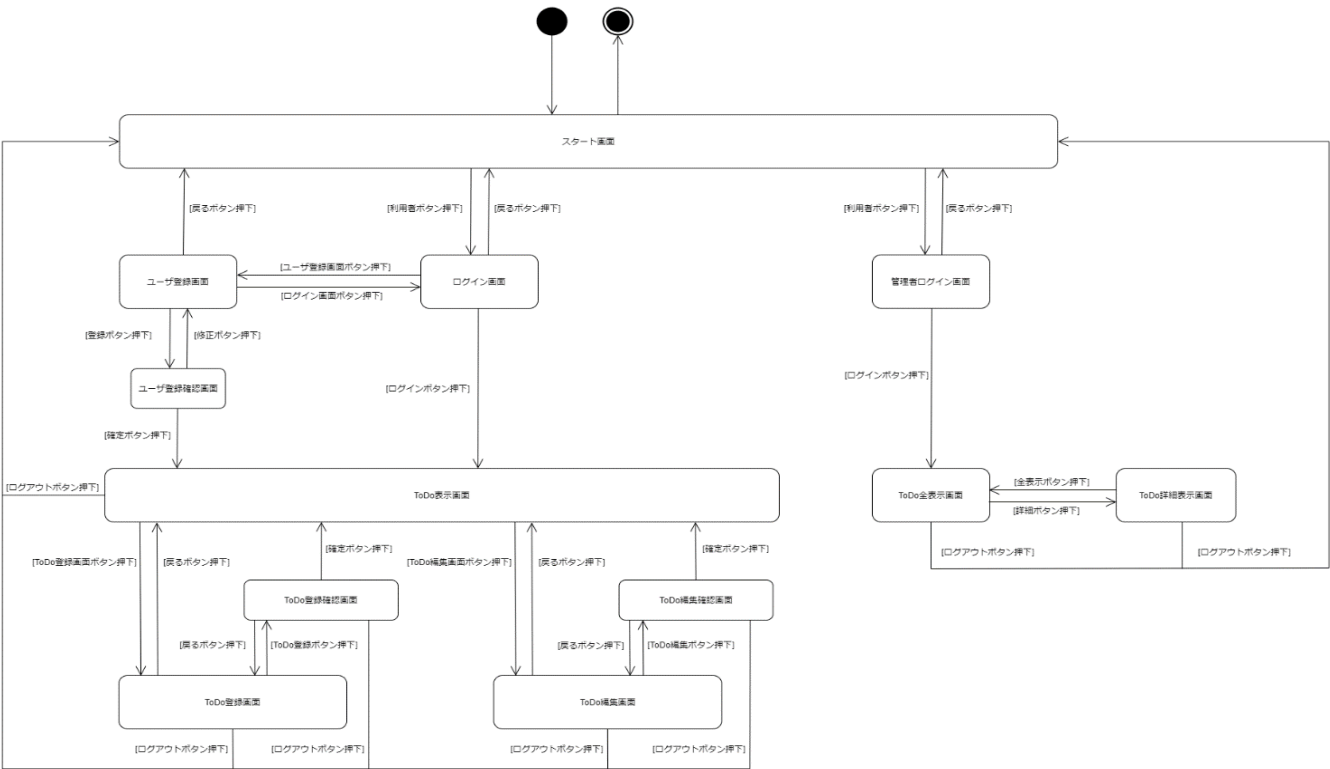 スタート画面
[戻るボタン押下]
[利用者ボタン押下]
[戻るボタン押下]
[利用者ボタン押下]
[戻るボタン押下]
ユーザ登録画面
[ユーザ登録画面ボタン押下]
[ログイン画面ボタン押下]
ログイン画面
管理者ログイン画面
[登録ボタン押下]
[修正ボタン押下]
ユーザ登録確認画面
[ログインボタン押下]
[ログインボタン押下]
[確定ボタン押下]
[ログアウトボタン押下]
ToDo表示画面
ToDo全表示画面
[全表示ボタン押下]
[詳細ボタン押下]
ToDo詳細表示画面
[ToDo登録画面ボタン押下]
[戻るボタン押下]
[確定ボタン押下]
[ToDo編集画面ボタン押下]
[戻るボタン押下]
[確定ボタン押下]
[ログアウトボタン押下]
[ログアウトボタン押下]
ToDo登録確認画面
ToDo編集確認画面
[戻るボタン押下]
[ToDo登録ボタン押下]
[戻るボタン押下]
[ToDo編集ボタン押下]
ToDo登録画面
ToDo編集画面
[ログアウトボタン押下]
[ログアウトボタン押下]
[ログアウトボタン押下]
[ログアウトボタン押下]